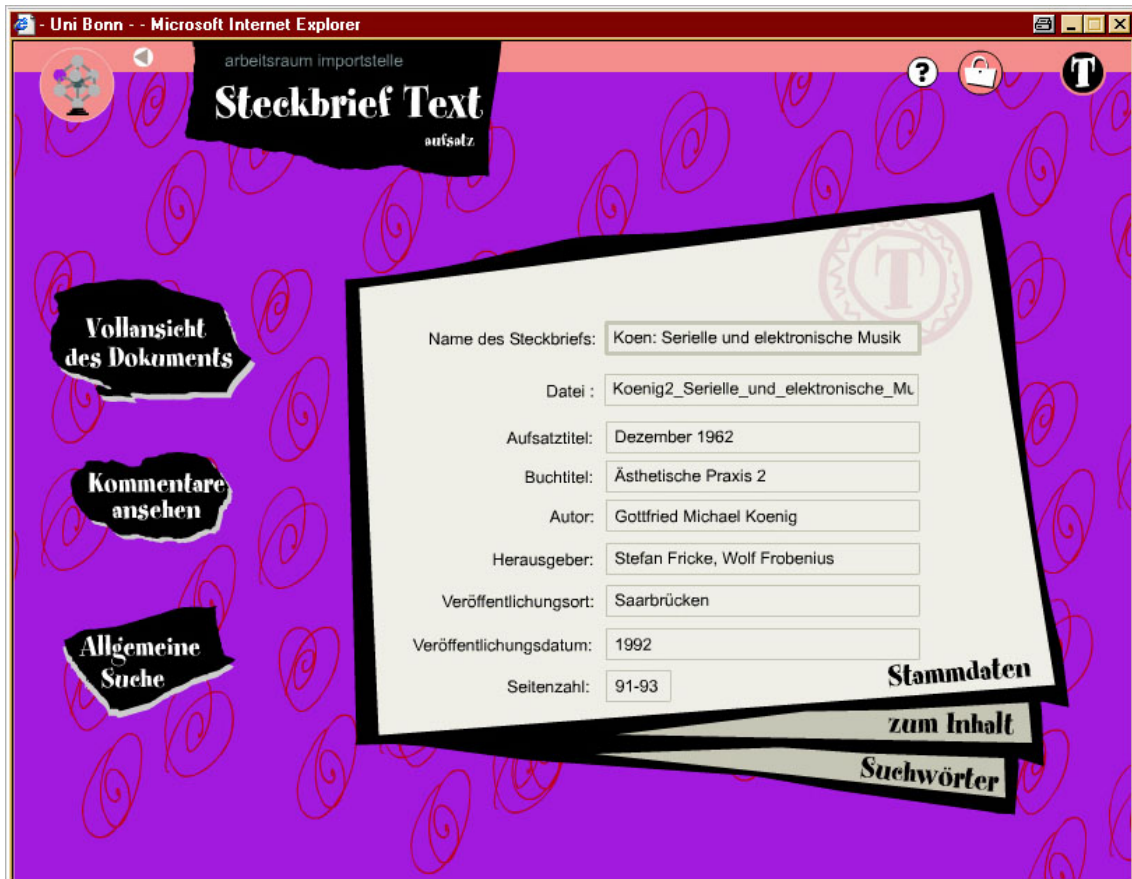 - Uni Bonn - - Microsoft Internet Explorer
arbeitsraum importstelle
Steckbrief Text
aufsatz
?
T
T
Vollansicht
des Dokuments
Kommentare
ansehen
Allgemeine
Suche
Name des Steckbriefs: Koen: Serielle und elektronische Musik
Datei : Koenig2_Serielle_und_elektronische_Mu
Aufsatztitel: Dezember 1962
Buchtitel: Ästhetische Praxis 2
Autor: Gottfried Michael Koenig
Herausgeber: Stefan Fricke, Wolf Frobenius
Veröffentlichungsort: Saarbrücken
Veröffentlichungsdatum: 1992
Seitenzahl: 91-93
Stammdaten
zum Inhalt
Suchwörter